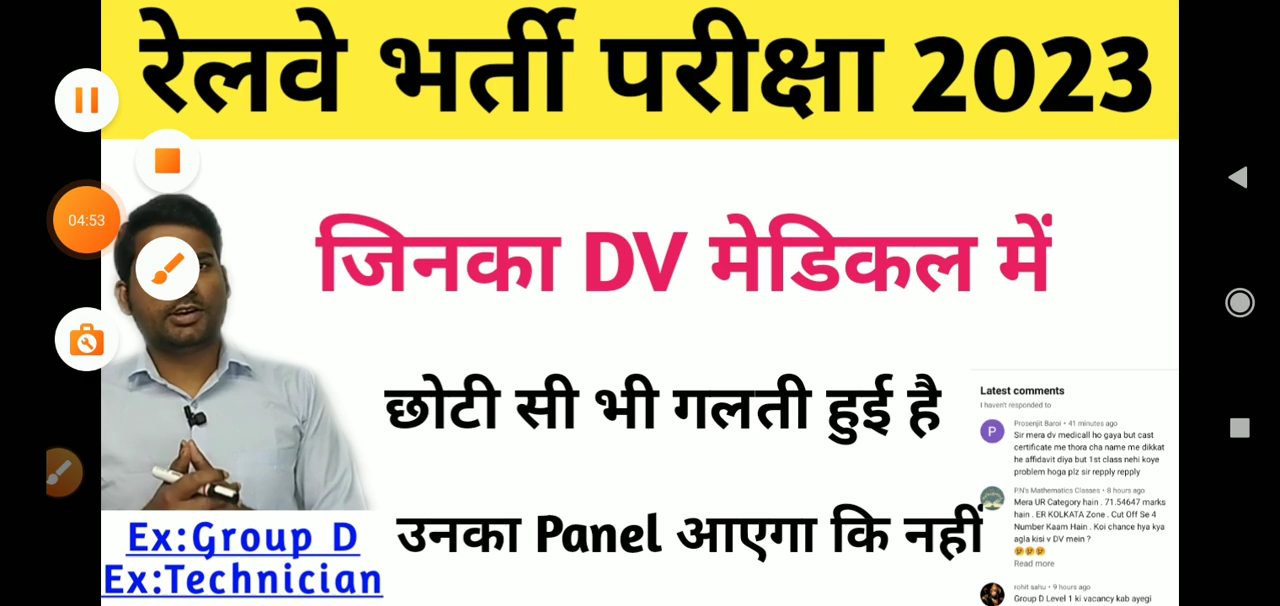 रेलवे भर्ती परीक्षा 2023
04:53
जिनका DV मेडिकल में
छोटी सी भी गलती हुई है
उनका Panel आएगा कि नहीं
Ex:Group D
Ex:Technician
Latest comments
I haven't responded to
P
Prosenjit Baroi • 41 minutes ago
Sir mera dv medicall ho gaya but cast
certificate me thora cha name me dikkat
he affidavit diya but 1st class nehi koye
problem hoga plz sir repply repply
P.N's Mathematics Classes • 8 hours ago
Mera UR Category hain . 71.54647 marks
hain . ER KOLKATA Zone . Cut Off Se 4
Number Kaam Hain . Koi chance hya kya
agla kisi v DV mein ?
😢😢😢
Read more
rohit sahu • 9 hours ago
Group D Level 1 ki vacancy kab ayegi